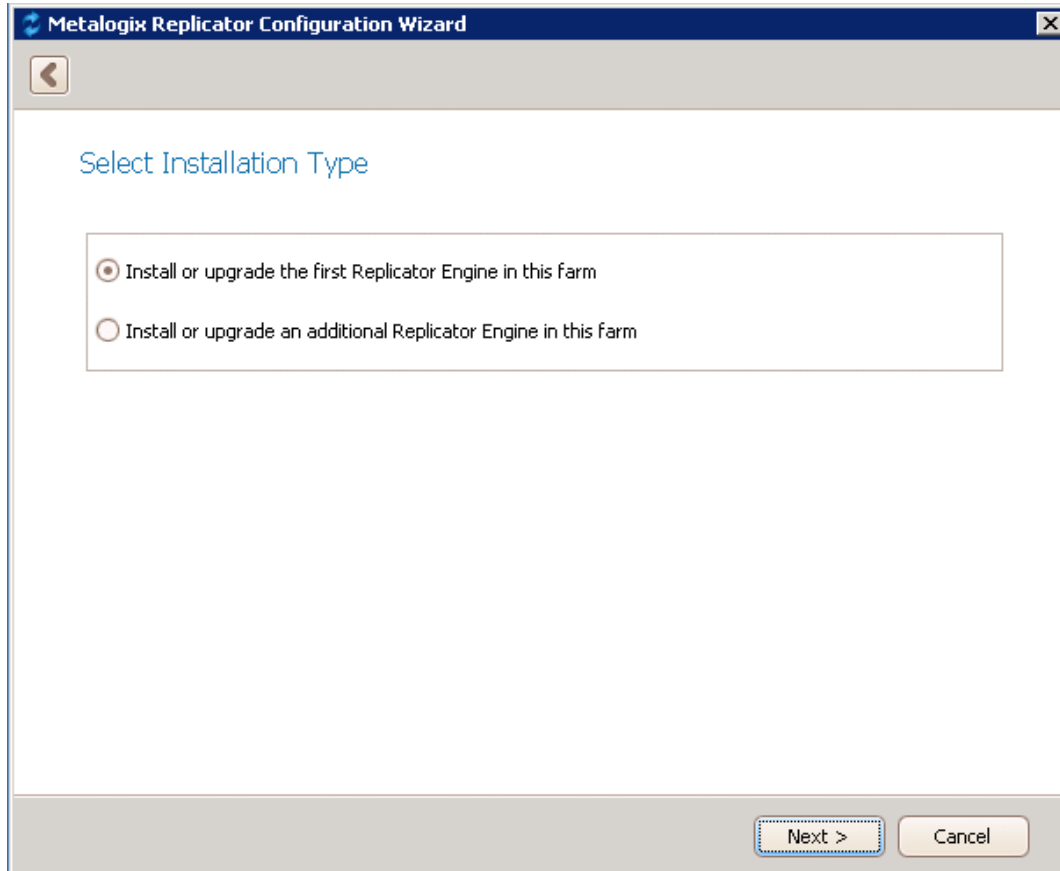 Metalogix Replicator Configuration Wizard
Select Installation Type
Install or upgrade the first Replicator Engine in this farm
Install or upgrade an additional Replicator Engine in this farm
Next >
Cancel